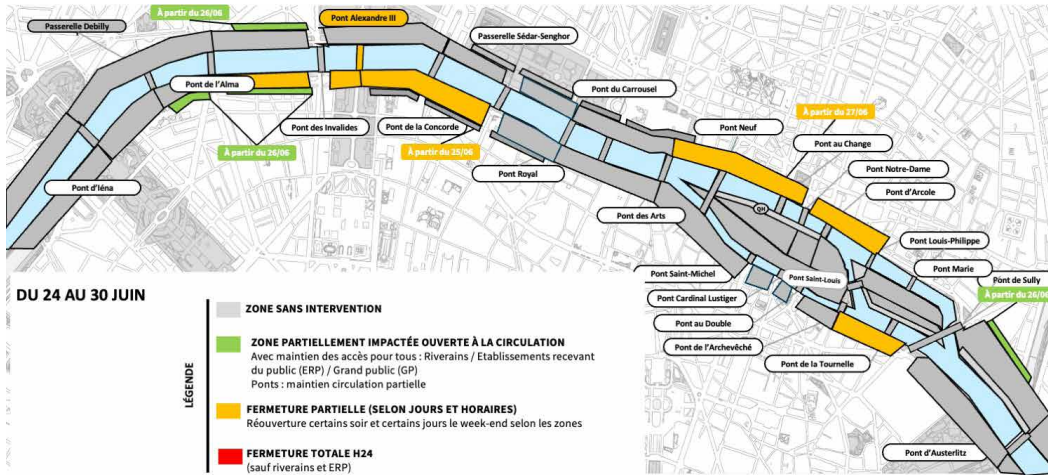 À partir du 26/06
Pont Alexandre III
Passerelle Debilly
Passerelle Sédar-Senghor
Pont de l'Alma
Pont du Carrousel
À partir du 27/06
Pont des Invalides
Pont de la Concorde
Pont Neuf
À partir du 26/06
À partir du 25/06
Pont au Change
Pont Notre-Dame
Pont d'Iéna
Pont Royal
Pont d'Arcole
QH
Pont des Arts
Pont Louis-Philippe
Pont Saint-Michel
Pont Saint-Louis
Pont Marie
Pont de Sully
À partir du 26/06
Pont Cardinal Lustiger
Pont au Double
Pont de l'Archevêché
Pont de la Tournelle
Pont d'Austerlitz
DU 24 AU 30 JUIN
LÉGENDE
ZONE SANS INTERVENTION
ZONE PARTIELLEMENT IMPACTÉE OUVERTE À LA CIRCULATION
Avec maintien des accès pour tous : Riverains / Etablissements recevant
du public (ERP) / Grand public (GP)
Ponts : maintien circulation partielle
FERMETURE PARTIELLE (SELON JOURS ET HORAIRES)
Réouverture certains soir et certains jours le week-end selon les zones
FERMETURE TOTALE H24
(sauf riverains et ERP)